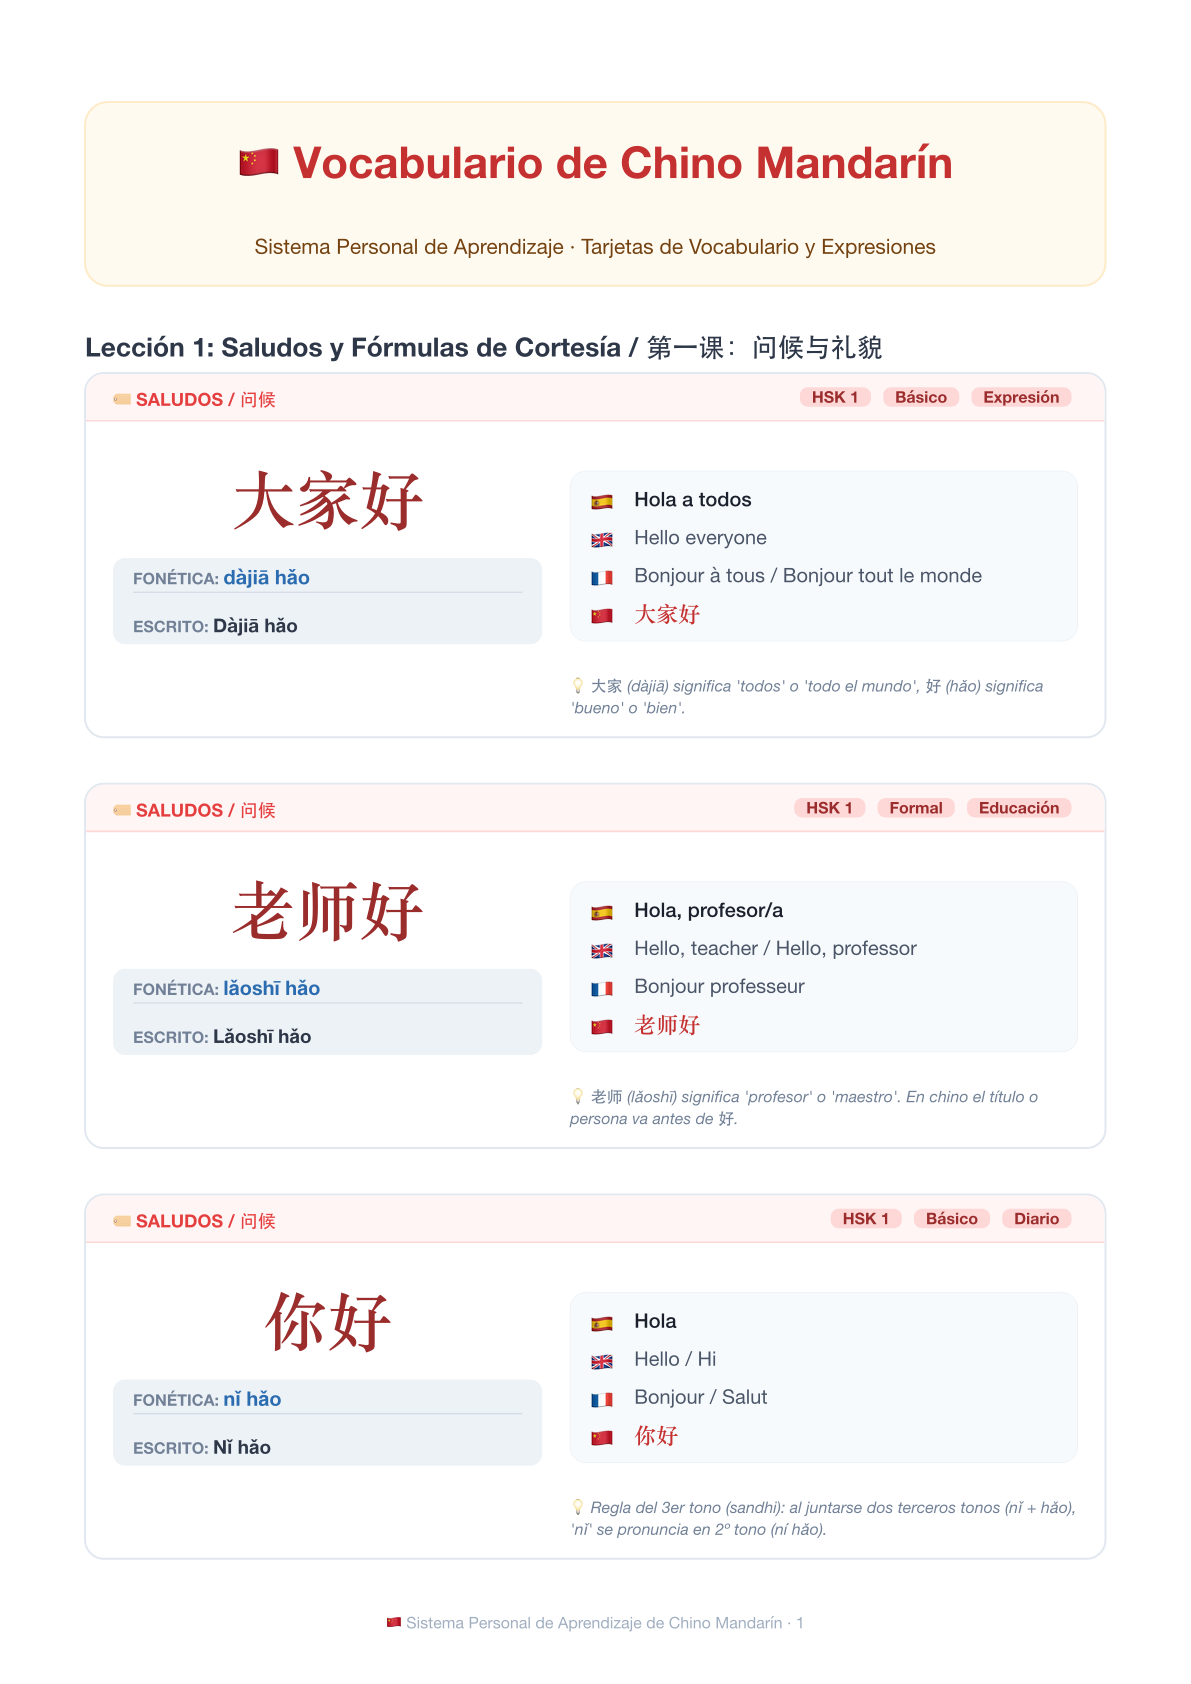 🇨🇳 Vocabulario de Chino Mandarín
Sistema Personal de Aprendizaje · Tarjetas de Vocabulario y Expresiones
Lección 1: Saludos y Fórmulas de Cortesía / 第一课：问候与礼貌
🏷️ SALUDOS / 问候 HSK 1 Básico Expresión
大家好
FONÉTICA: dàjiā hǎo
ESCRITO: Dàjiā hǎo
🇪🇸 Hola a todos
🇬🇧 Hello everyone
🇫🇷 Bonjour à tous / Bonjour tout le monde
🇨🇳 大家好
💡 大家 (dàjiā) significa 'todos' o 'todo el mundo', 好 (hǎo) significa
'bueno' o 'bien'.
🏷️ SALUDOS / 问候 HSK 1 Formal Educación
老师好
FONÉTICA: lǎoshī hǎo
ESCRITO: Lǎoshī hǎo
🇪🇸 Hola, profesor/a
🇬🇧 Hello, teacher / Hello, professor
🇫🇷 Bonjour professeur
🇨🇳 老师好
💡 老师 (lǎoshī) significa 'profesor' o 'maestro'. En chino el título o
persona va antes de 好.
🏷️ SALUDOS / 问候 HSK 1 Básico Diario
你好
FONÉTICA: nǐ hǎo
ESCRITO: Nǐ hǎo
🇪🇸 Hola
🇬🇧 Hello / Hi
🇫🇷 Bonjour / Salut
🇨🇳 你好
💡 Regla del 3er tono (sandhi): al juntarse dos terceros tonos (nǐ + hǎo),
'nǐ' se pronuncia en 2º tono (ní hǎo).
🇨🇳 Sistema Personal de Aprendizaje de Chino Mandarín · 1